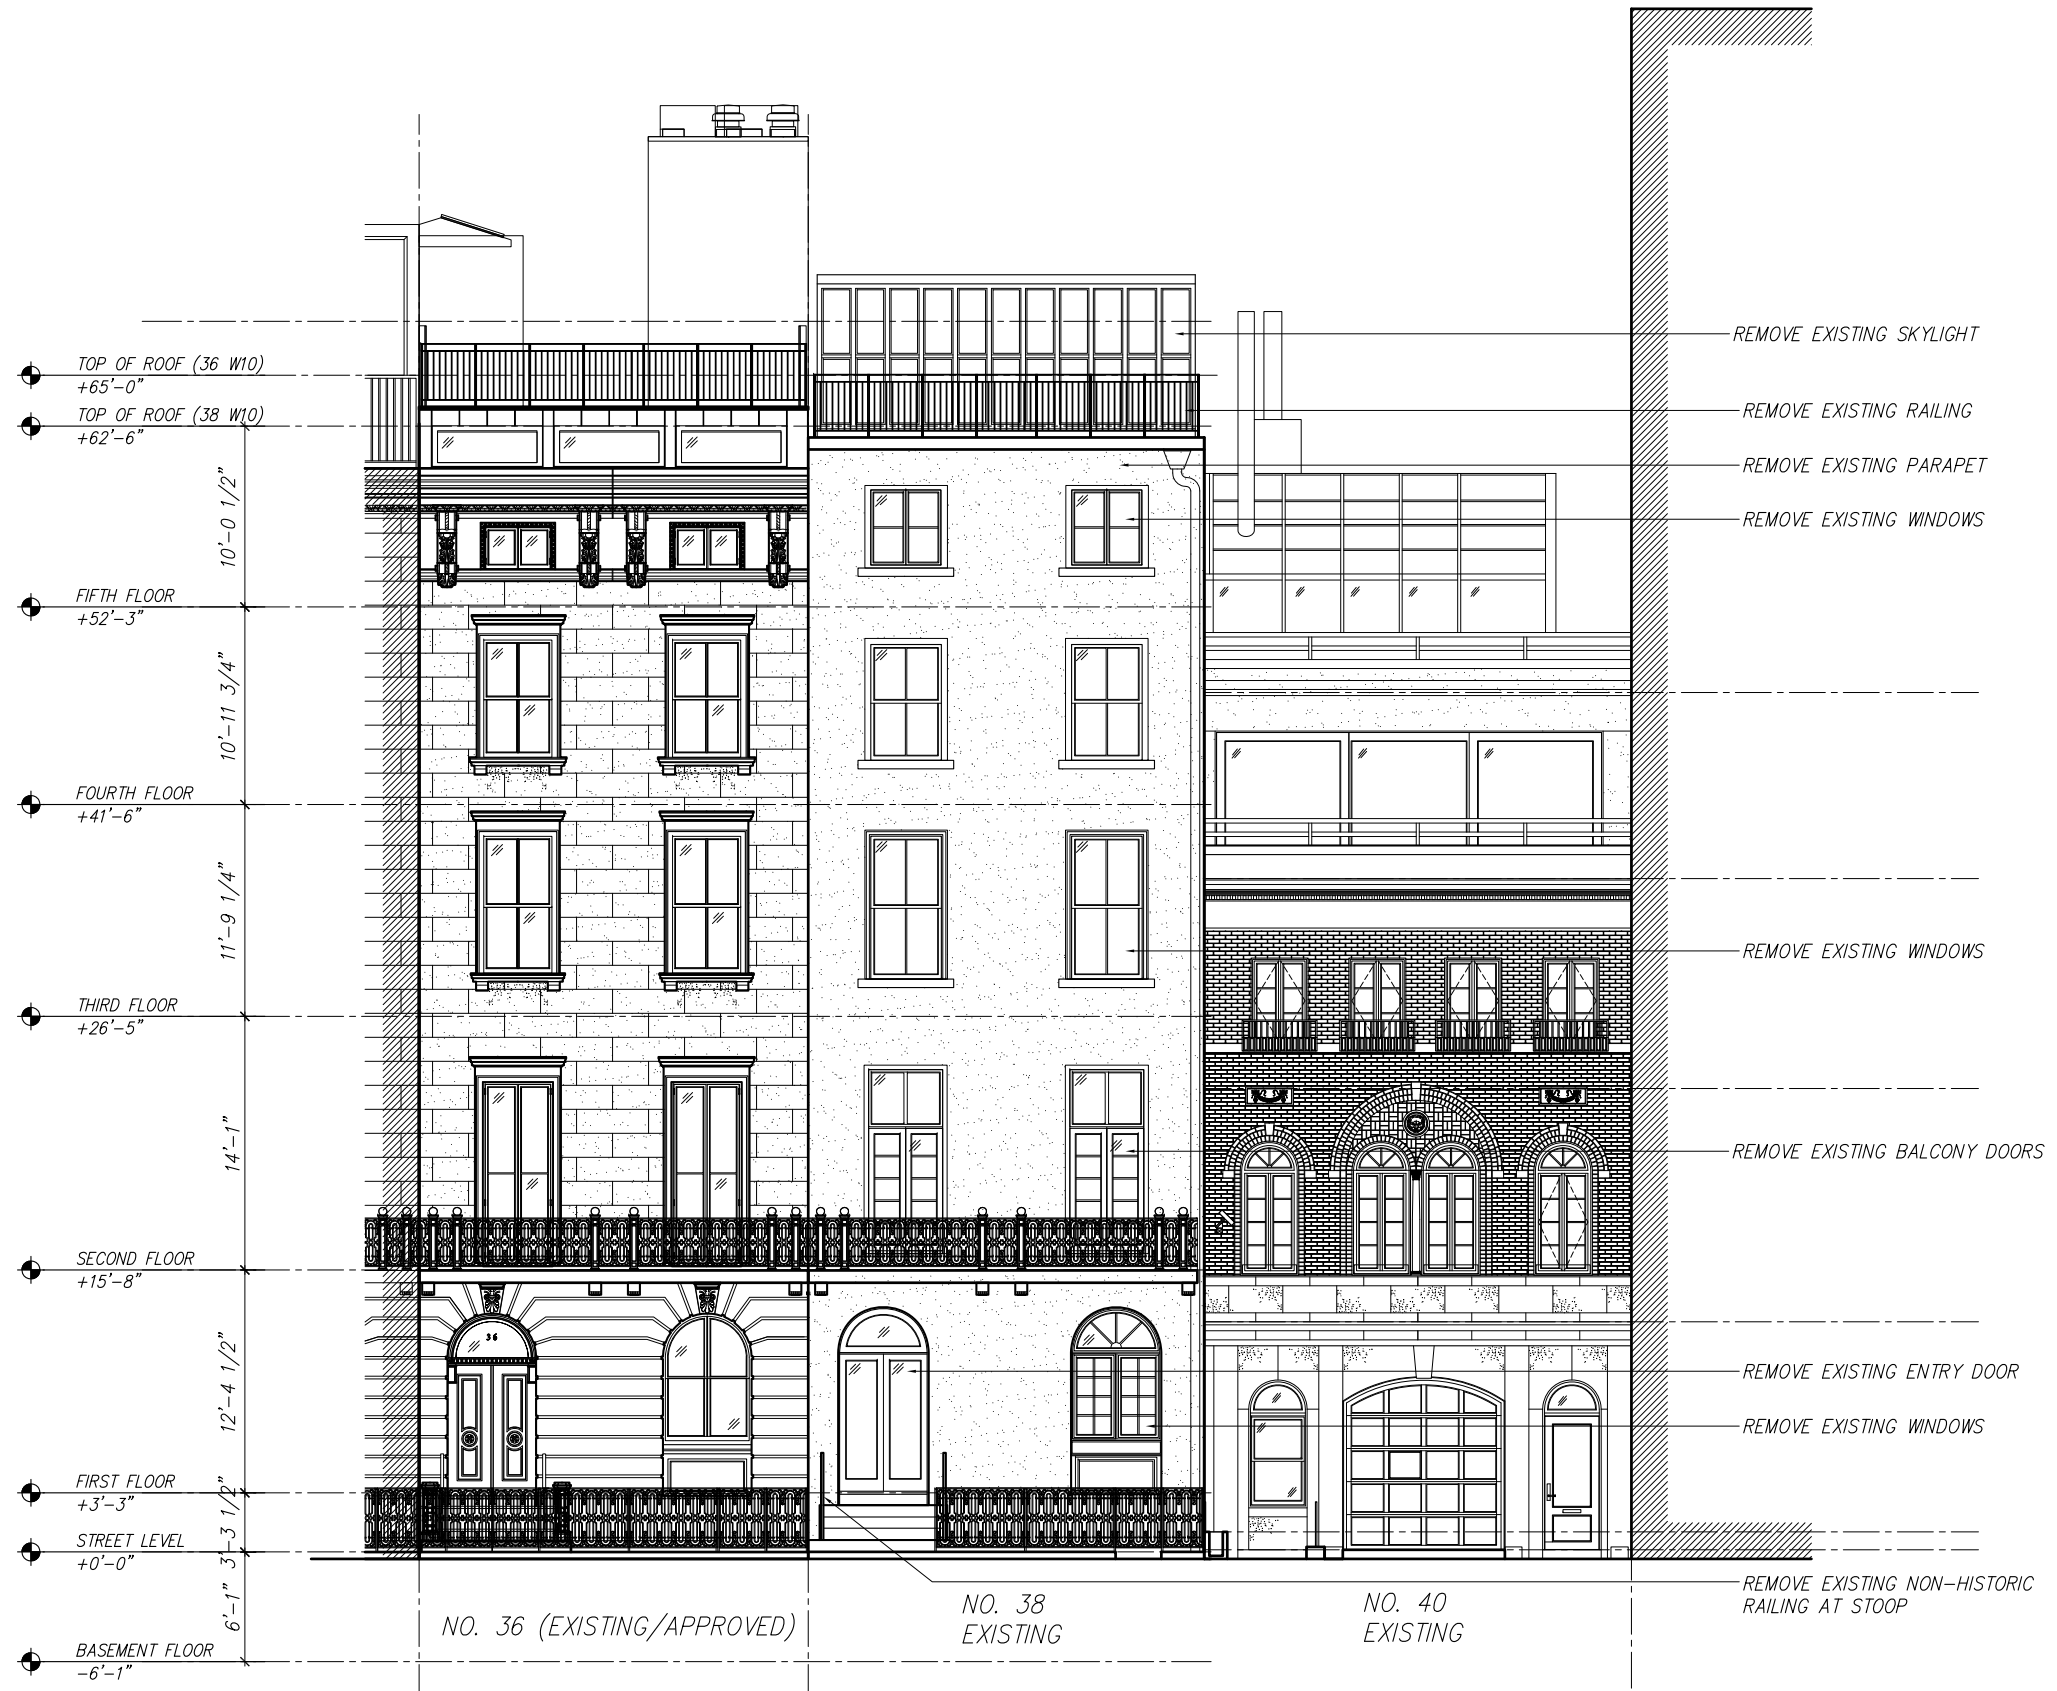 REMOVE EXISTING SKYLIGHT
TOP OF ROOF (36 W10)
+65'-0"
TOP OF ROOF (38 W10)
+62'-6"
REMOVE EXISTING RAILING
REMOVE EXISTING PARAPET
10'-0 1/2"
REMOVE EXISTING WINDOWS
FIFTH FLOOR
+52'-3"
10'-11 3/4"
FOURTH FLOOR
+41'-6"
11'-9 1/4"
REMOVE EXISTING WINDOWS
THIRD FLOOR
+26'-5"
14'-1"
REMOVE EXISTING BALCONY DOORS
SECOND FLOOR
+15'-8"
36
12'-4 1/2"
REMOVE EXISTING ENTRY DOOR
REMOVE EXISTING WINDOWS
FIRST FLOOR
+3'-3"
3'-3 1/2"
STREET LEVEL
+0'-0"
6'-1"
REMOVE EXISTING NON-HISTORIC
RAILING AT STOOP
NO. 36 (EXISTING/APPROVED)
NO. 38
EXISTING
NO. 40
EXISTING
BASEMENT FLOOR
-6'-1"